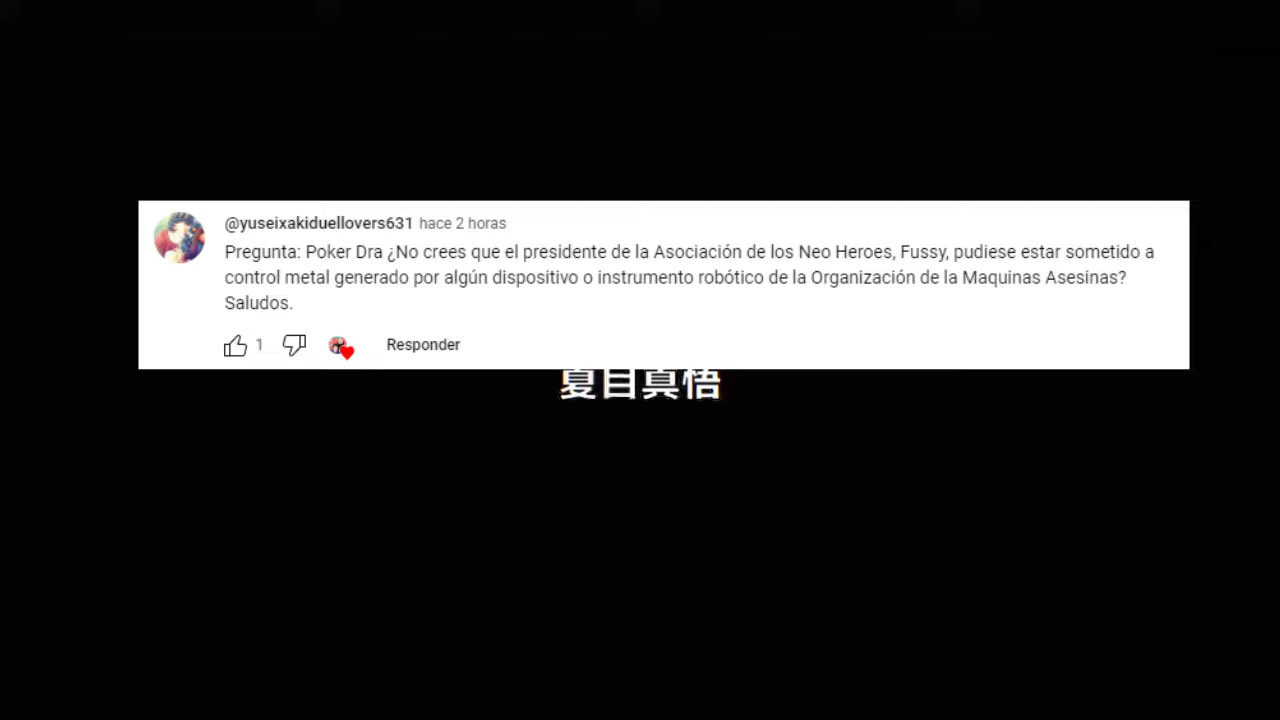 @yuseixakiduellovers631 hace 2 horas
Pregunta: Poker Dra ¿No crees que el presidente de la Asociación de los Neo Heroes, Fussy, pudiese estar sometido a
control metal generado por algún dispositivo o instrumento robótico de la Organización de la Maquinas Asesinas?
Saludos.
1 Responder
夏目真悟